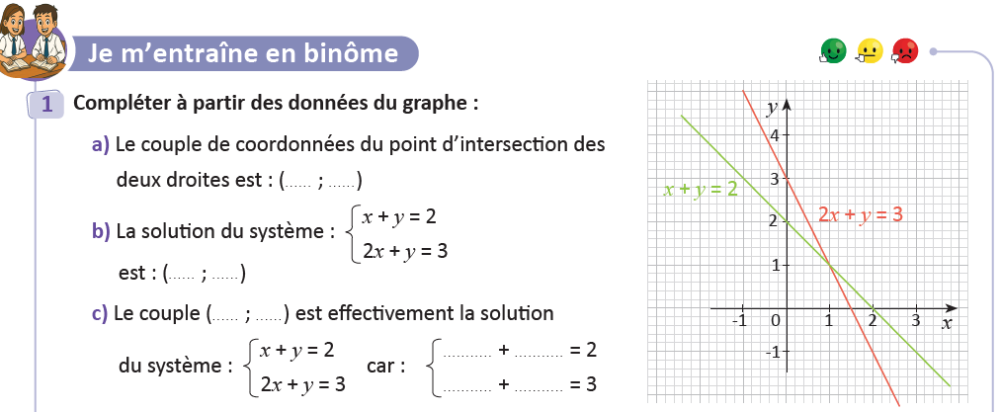 Je m'entraîne en binôme
1 Compléter à partir des données du graphe :
a) Le couple de coordonnées du point d'intersection des
deux droites est : (...... ; ......)
b) La solution du système : { x + y = 2
2x + y = 3
est : (...... ; ......)
c) Le couple (...... ; ......) est effectivement la solution
du système : { x + y = 2
2x + y = 3
car : { ........... + ........... = 2
........... + ........... = 3
y
4
3
2
1
-1
-1
0
1
2
3
x
x + y = 2
2x + y = 3